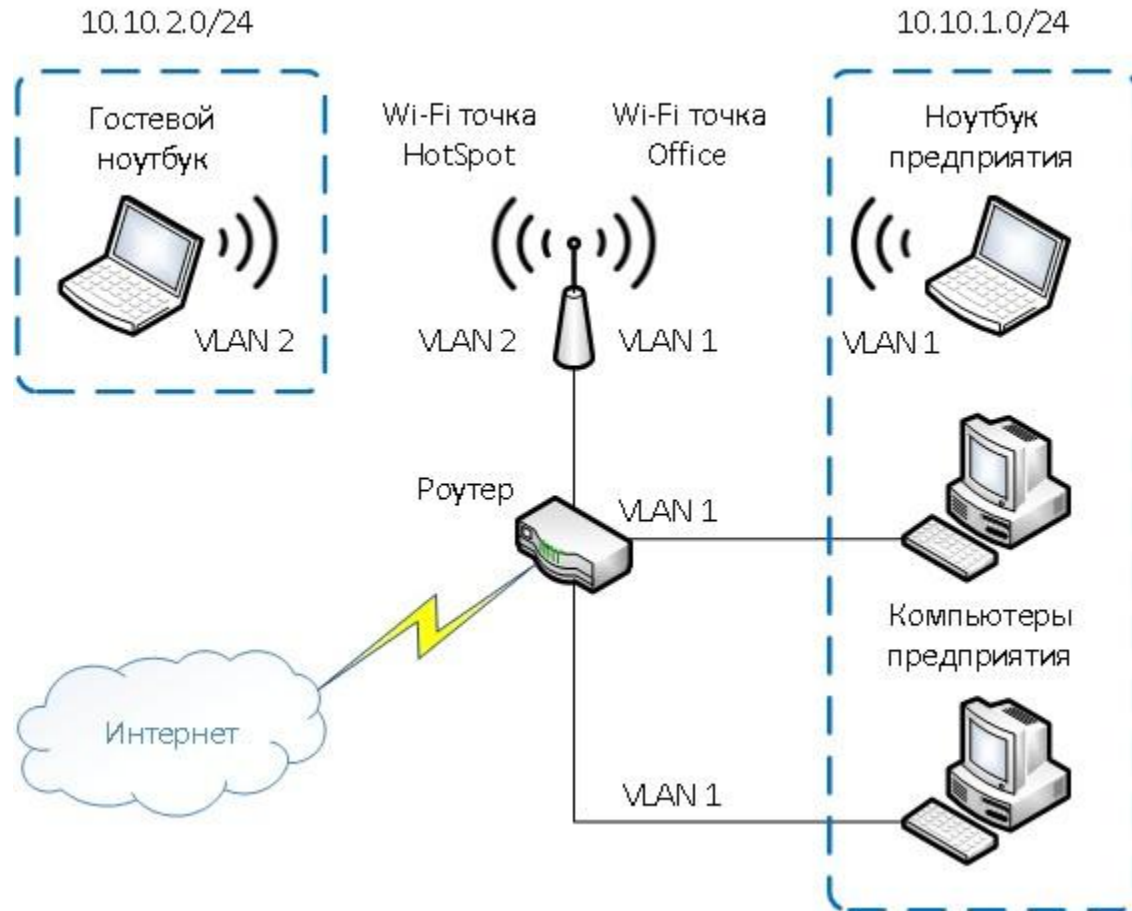 10.10.2.0/24
10.10.1.0/24
Гостевой
ноутбук
Wi-Fi точка
HotSpot
Wi-Fi точка
Office
Ноутбук
предприятия
VLAN 2
VLAN 2
VLAN 1
VLAN 1
Роутер
VLAN 1
Компьютеры
предприятия
Интернет
VLAN 1